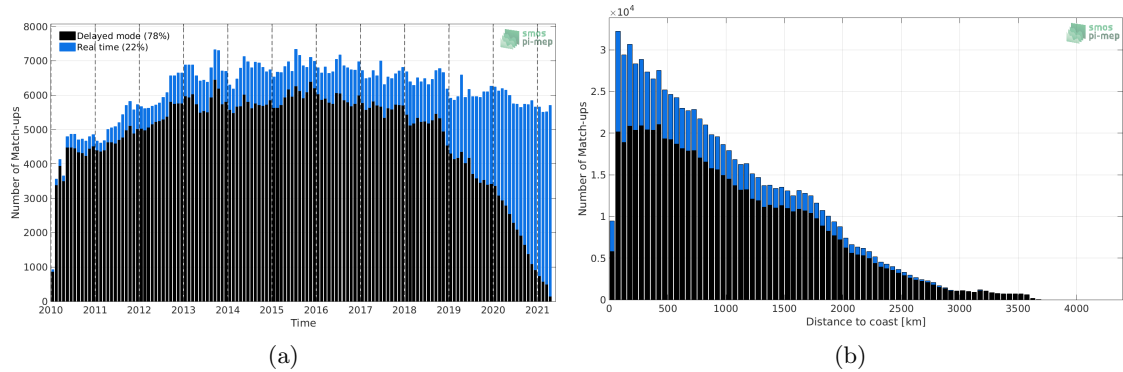 Delayed mode (78%)
Real time (22%)
smos
pi-mep
Number of Match-ups
8000
7000
6000
5000
4000
3000
2000
1000
0
2010 2011 2012 2013 2014 2015 2016 2017 2018 2019 2020 2021
Time
(a)
×10⁴
smos
pi-mep
Number of Match-ups
3
2.5
2
1.5
1
0.5
0
0 500 1000 1500 2000 2500 3000 3500 4000
Distance to coast [km]
(b)